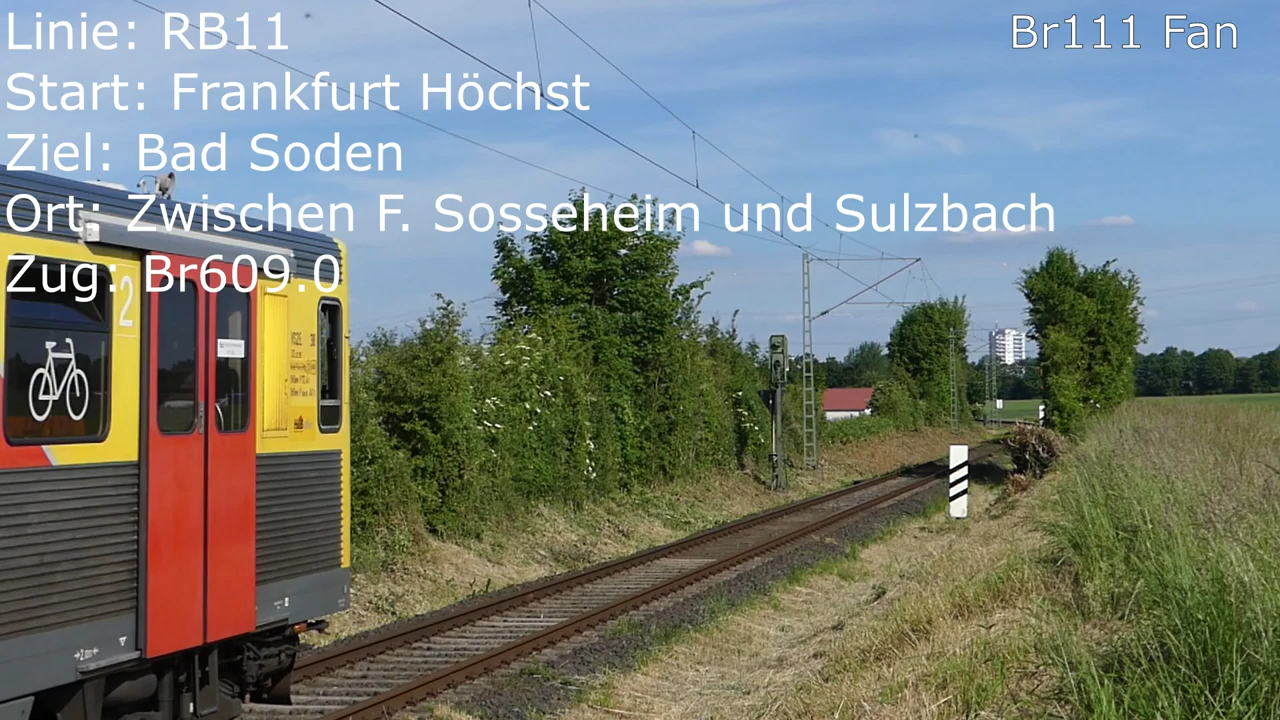 Linie: RB11
Br111 Fan
Start: Frankfurt Höchst
Ziel: Bad Soden
Ort: Zwischen F. Sosseheim und Sulzbach
Zug: Br609.0
2